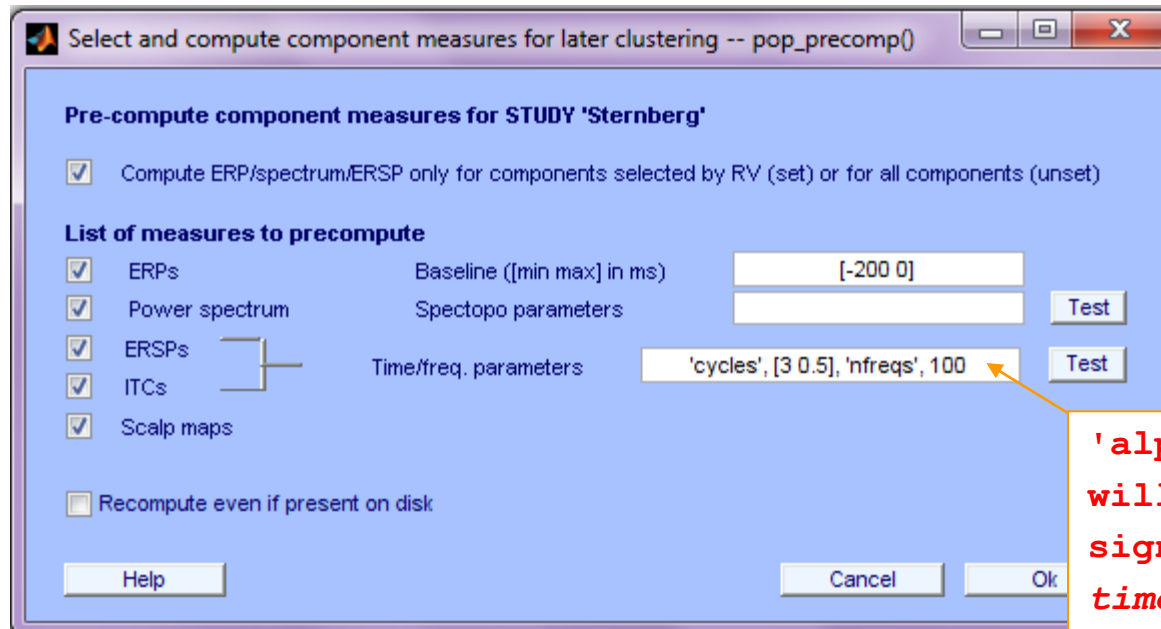 Select and compute component measures for later clustering -- pop_precomp()
Pre-compute component measures for STUDY 'Sternberg'
Compute ERP/spectrum/ERSP only for components selected by RV (set) or for all components (unset)
List of measures to precompute
ERPs Baseline ([min max] in ms) [-200 0]
Power spectrum Spectopo parameters Test
ERSPs
Time/freq. parameters 'cycles', [3 0.5], 'nfreqs', 100 Test
ITCs
Scalp maps
Recompute even if present on disk
Help Cancel Ok